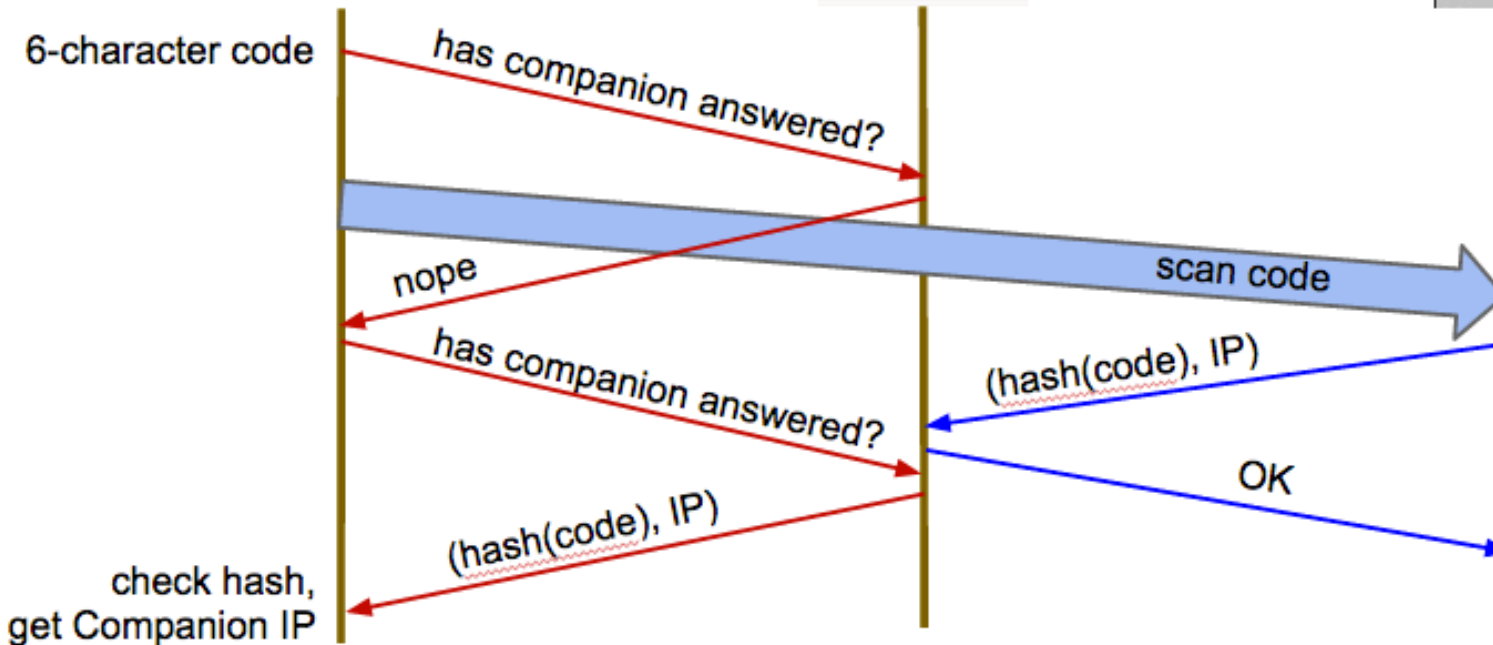 6-character code
has companion answered?
scan code
nope
has companion answered?
(hash(code), IP)
OK
(hash(code), IP)
check hash,
get Companion IP